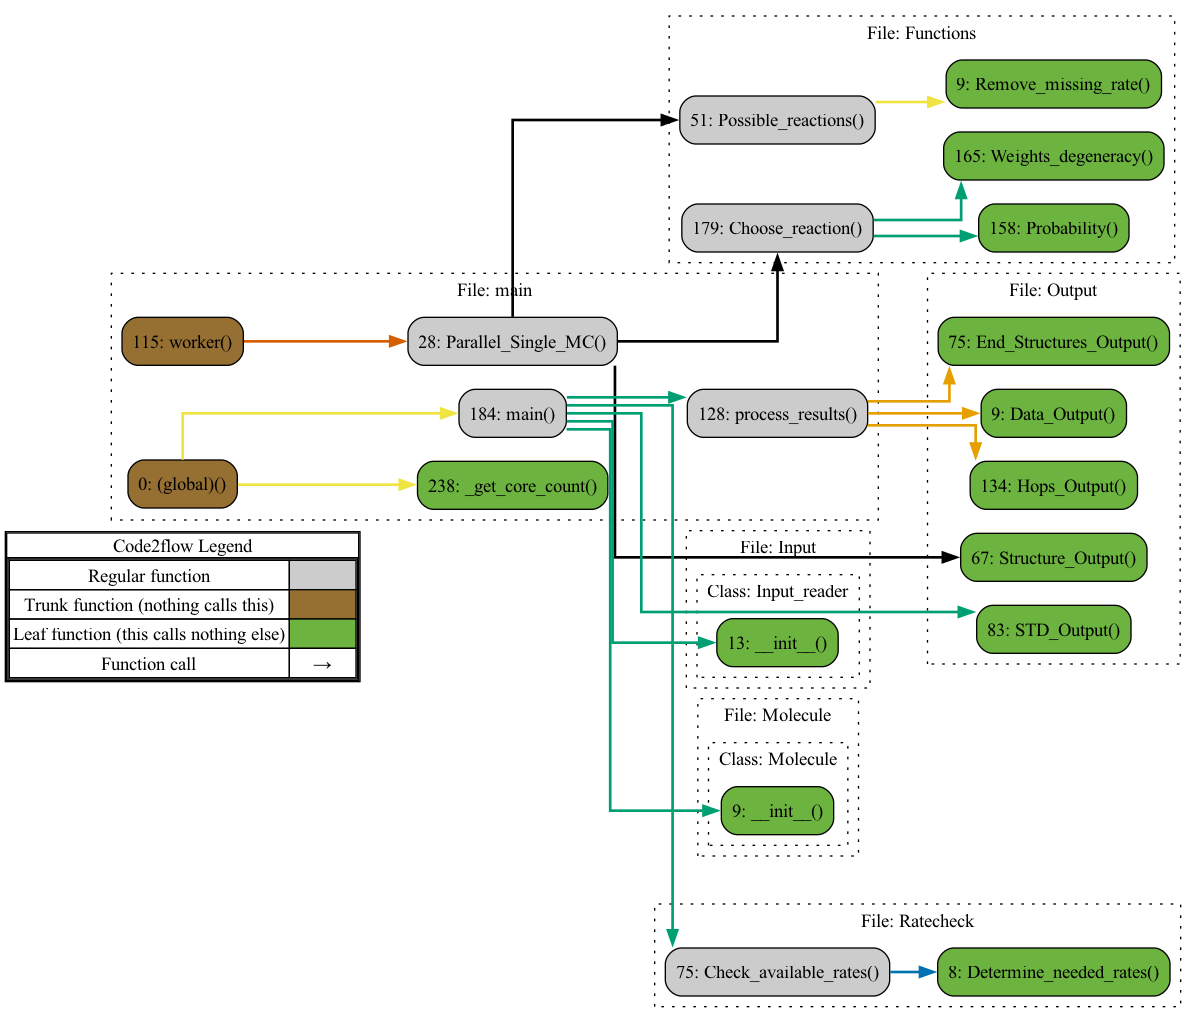 File: Functions
9: Remove_missing_rate()
51: Possible_reactions()
165: Weights_degeneracy()
179: Choose_reaction()
158: Probability()
File: main
115: worker()
28: Parallel_Single_MC()
184: main()
128: process_results()
0: (global)()
238: _get_core_count()
File: Output
75: End_Structures_Output()
9: Data_Output()
134: Hops_Output()
67: Structure_Output()
83: STD_Output()
File: Input
Class: Input_reader
13: __init__()
Code2flow Legend
Regular function
Trunk function (nothing calls this)
Leaf function (this calls nothing else)
Function call →
File: Molecule
Class: Molecule
9: __init__()
File: Ratecheck
75: Check_available_rates()
8: Determine_needed_rates()